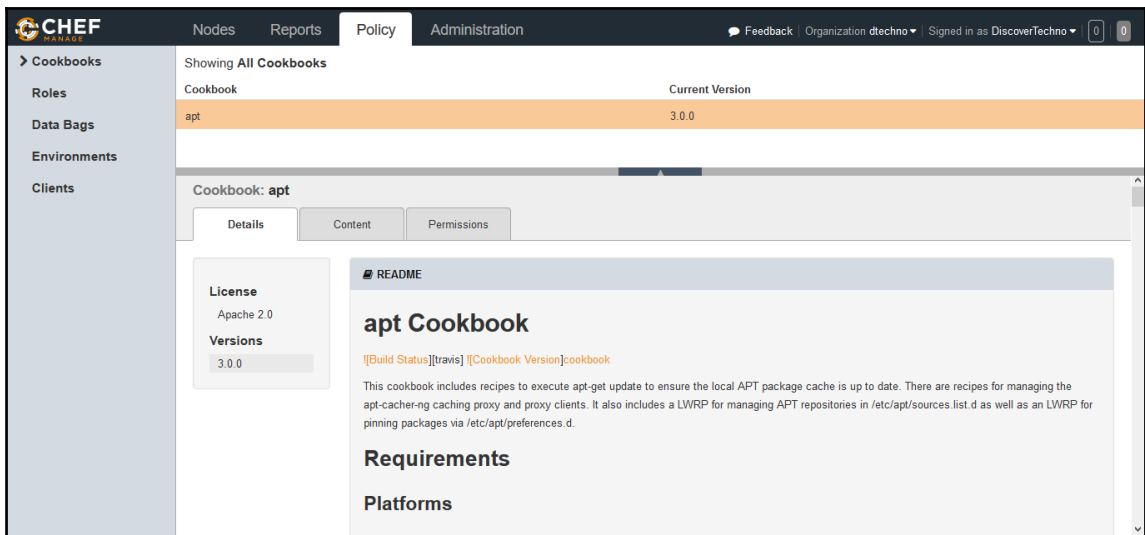 CHEF
MANAGE
Nodes Reports Policy Administration
Feedback Organization dtechno Signed in as DiscoverTechno 0 0
Cookbooks
Roles
Data Bags
Environments
Clients
Showing All Cookbooks
Cookbook Current Version
apt 3.0.0
Cookbook: apt
Details Content Permissions
License
Apache 2.0
Versions
3.0.0
README
apt Cookbook
![Build Status][travis] ![Cookbook Version]cookbook
This cookbook includes recipes to execute apt-get update to ensure the local APT package cache is up to date. There are recipes for managing the
apt-cacher-ng caching proxy and proxy clients. It also includes a LWRP for managing APT repositories in /etc/apt/sources.list.d as well as an LWRP for
pinning packages via /etc/apt/preferences.d.
Requirements
Platforms